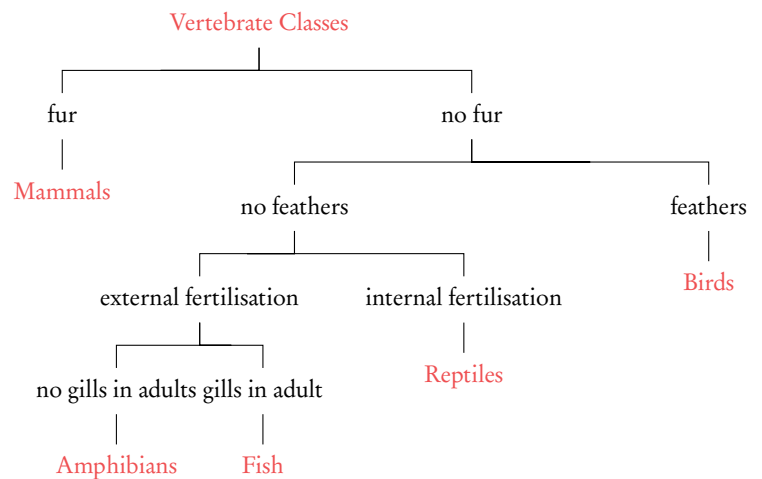 Vertebrate Classes
fur
no fur
Mammals
no feathers
feathers
Birds
external fertilisation
internal fertilisation
Reptiles
no gills in adults
gills in adult
Amphibians
Fish